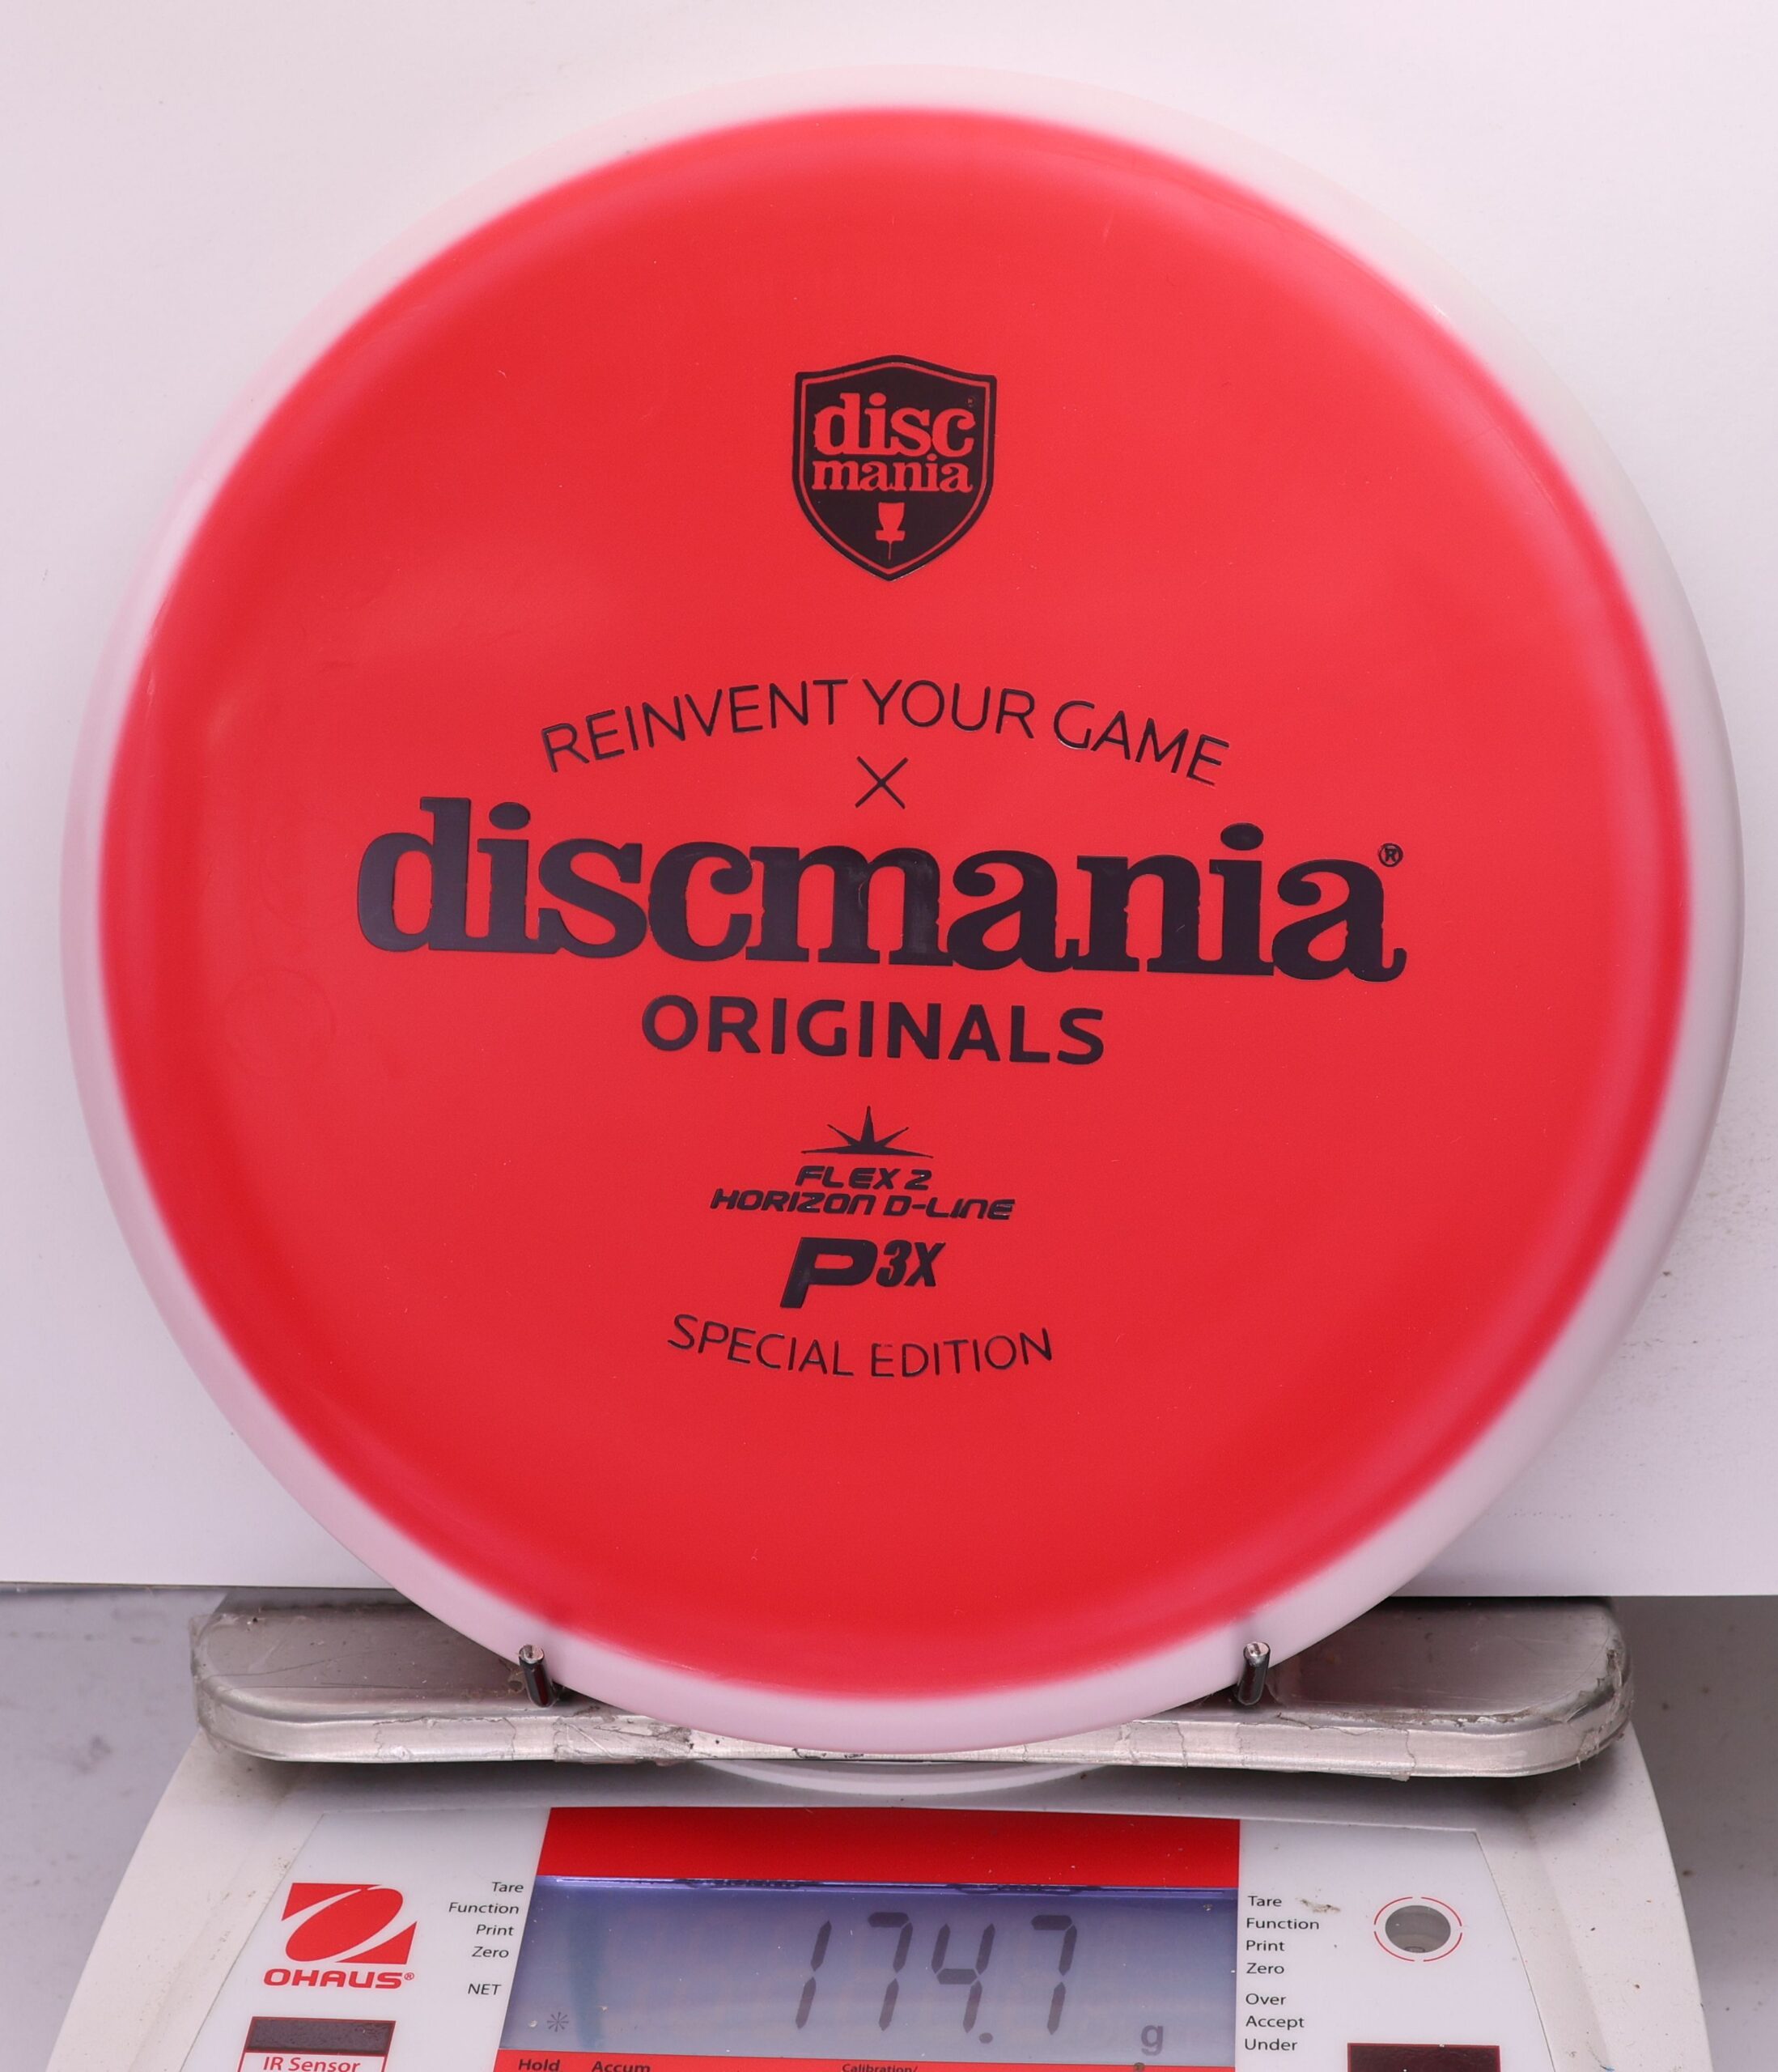 disc
mania
REINVENT YOUR GAME
X
discmania®
ORIGINALS
FLEX 2
HORIZON D-LINE
P3X
SPECIAL EDITION
Tare
Function
Print
Zero
NET
OHAUS®
IR Sensor
174.7 g
Hold Accum Calibration/
Tare
Function
Print
Zero
Over
Accept
Under